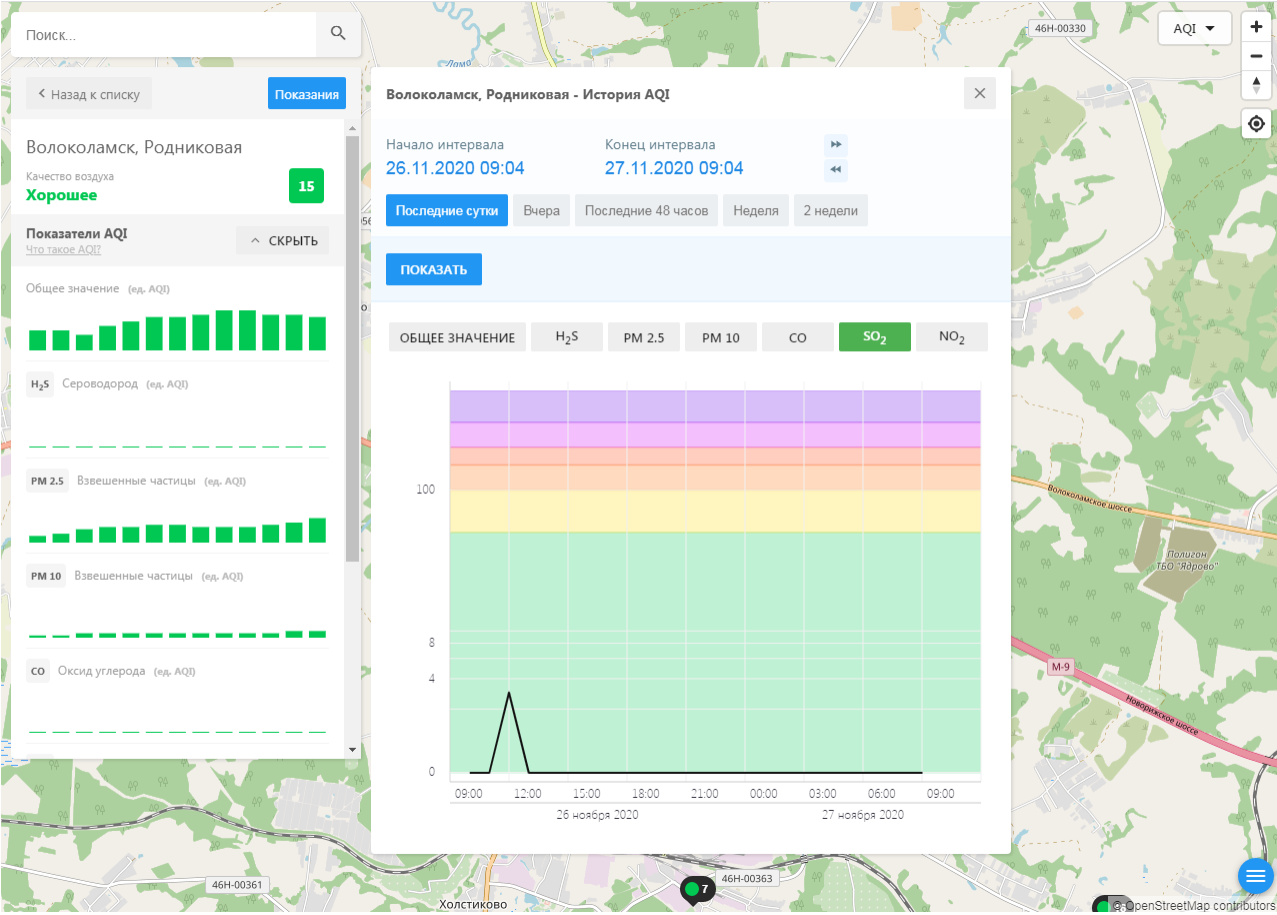 Поиск...
Лама
46Н-00330
AQI
Назад к списку
Показания
Волоколамск, Родниковая
Качество воздуха
Хорошее
15
Показатели AQI
Что такое AQI?
СКРЫТЬ
Общее значение (ед. AQI)
H2S Сероводород (ед. AQI)
PM 2.5 Взвешенные частицы (ед. AQI)
PM 10 Взвешенные частицы (ед. AQI)
CO Оксид углерода (ед. AQI)
Волоколамск, Родниковая - История AQI
Начало интервала
26.11.2020 09:04
Конец интервала
27.11.2020 09:04
Последние сутки
Вчера
Последние 48 часов
Неделя
2 недели
ПОКАЗАТЬ
ОБЩЕЕ ЗНАЧЕНИЕ
H2S
PM 2.5
PM 10
CO
SO2
NO2
100
8
4
0
09:00 12:00 15:00 18:00 21:00 00:00 03:00 06:00 09:00
26 ноября 2020 27 ноября 2020
Волоколамское шоссе
Полигон
ТБО "Ядрово"
М-9
Новорижское шоссе
46Н-00361
46Н-00363
7
Холстиково
© OpenStreetMap contributors